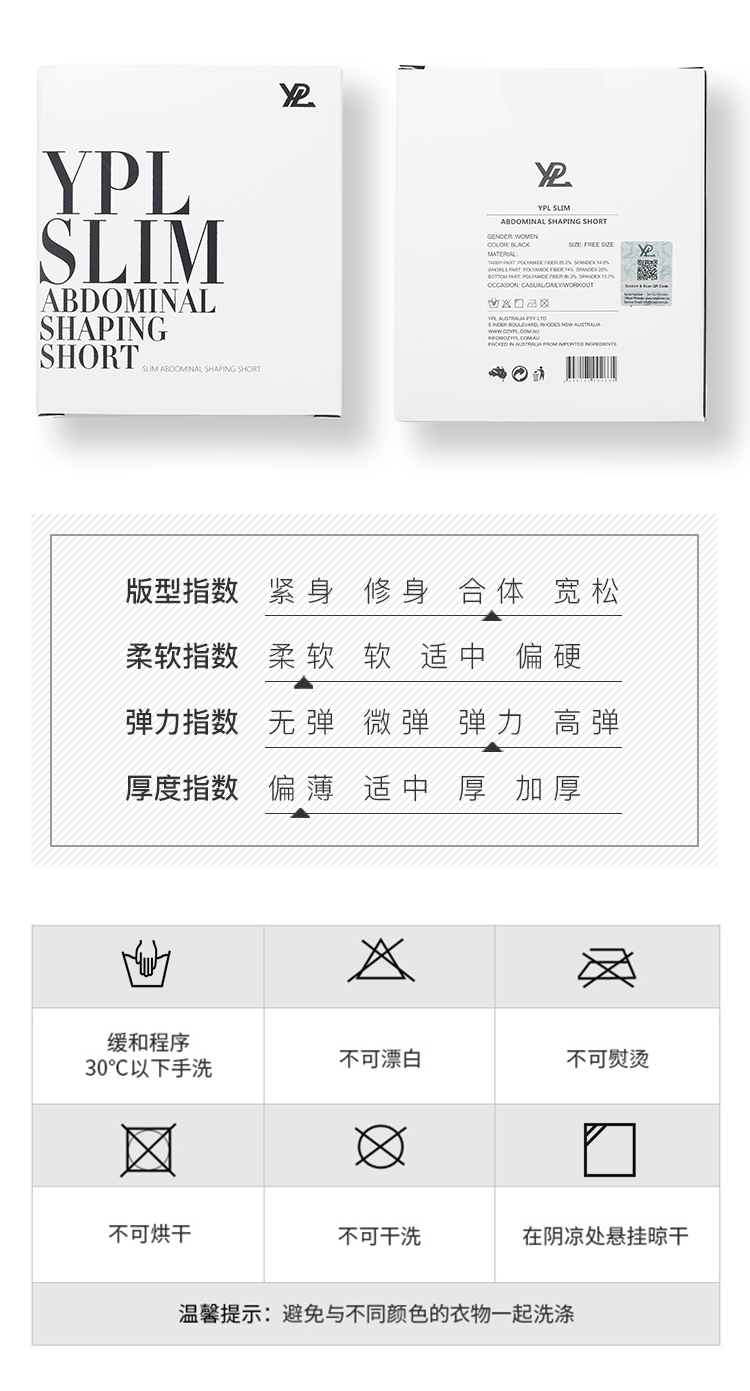 YPL
YPL
SLIM
ABDOMINAL
SHAPING
SHORT
SLIM ABDOMINAL SHAPING SHORT
YPL
YPL SLIM
ABDOMINAL SHAPING SHORT
GENDER: WOMEN
COLOR: BLACK SIZE: FREE SIZE
MATERIAL:
TABBY PART: POLYAMIDE FIBER 85.2% SPANDEX 14.8%
WHORLS PART: POLYAMIDE FIBER 74% SPANDEX 26%
BOTTOM PART: POLYAMIDE FIBER 86.3% SPANDEX 13.7%
OCCASION: CASUAL/DAILY/WORKOUT
YPL
Scratch & Scan QR Code
YPL AUSTRALIA PTY LTD
5 RIDER BOULEVARD, RHODES NSW AUSTRALIA
WWW.OZYPL.COM.AU
INFO@OZYPL.COM.AU
PACKED IN AUSTRALIA FROM IMPORTED INGREDIENTS
版型指数 紧身 修身 合体 宽松
柔软指数 柔软 软 适中 偏硬
弹力指数 无弹 微弹 弹力 高弹
厚度指数 偏薄 适中 厚 加厚
缓和程序
30℃以下手洗
不可漂白
不可熨烫
不可烘干
不可干洗
在阴凉处悬挂晾干
温馨提示：避免与不同颜色的衣物一起洗涤